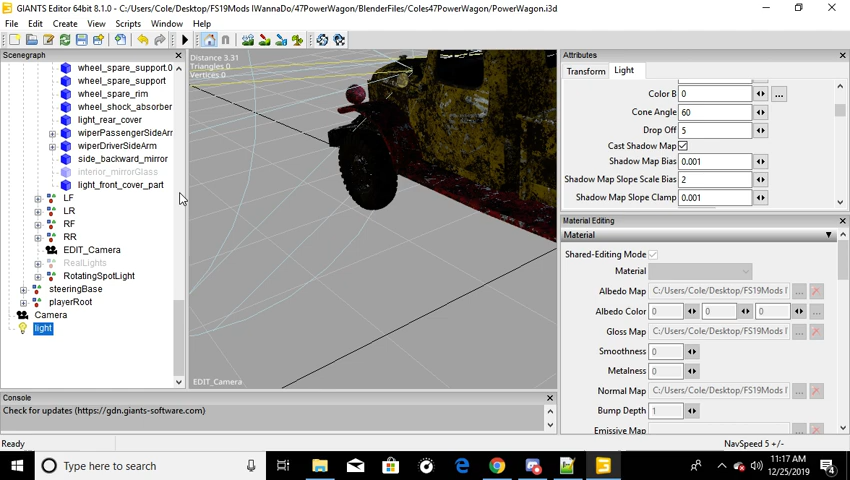 GIANTS Editor 64bit 8.1.0 - C:/Users/Cole/Desktop/FS19Mods IWannaDo/47PowerWagon/BlenderFiles/Coles47PowerWagon/PowerWagon.i3d
File Edit Create View Scripts Window Help
Scenegraph
wheel_spare_support.0
wheel_spare_support
wheel_spare_rim
wheel_shock_absorber
light_rear_cover
wiperPassengerSideArr
wiperDriverSideArm
side_backward_mirror
interior_mirrorGlass
light_front_cover_part
LF
LR
RF
RR
EDIT_Camera
RealLights
RotatingSpotLight
steeringBase
playerRoot
Camera
light
Distance 3.31
Triangles 0
Vertices 0
EDIT_Camera
Attributes
Transform Light
Color B 0 ...
Cone Angle 60
Drop Off 5
Cast Shadow Map
Shadow Map Bias 0.001
Shadow Map Slope Scale Bias 2
Shadow Map Slope Clamp 0.001
Material Editing
Material
Shared-Editing Mode
Material
Albedo Map C:/Users/Cole/Desktop/FS19Mods I ...
Albedo Color 0 0 0 ...
Gloss Map C:/Users/Cole/Desktop/FS19Mods I ...
Smoothness 0
Metalness 0
Normal Map C:/Users/Cole/Desktop/FS19Mods I ...
Bump Depth 1
Emissive Map
Console
Check for updates (https://gdn.giants-software.com)
Ready
NavSpeed 5 +/-
Type here to search
11:17 AM
12/25/2019
4